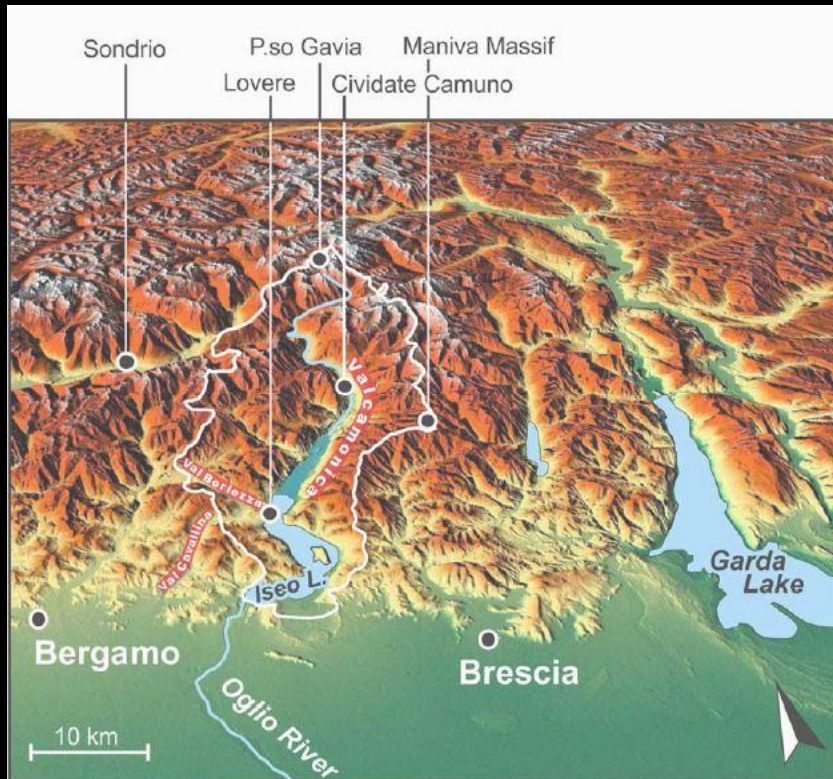 Sondrio
P.so Gavia
Maniva Massif
Lovere
Cividate Camuno
Valcamonica
Val Borlezza
Val Cavallina
Iseo L.
Garda
Lake
Bergamo
Brescia
Oglio River
10 km